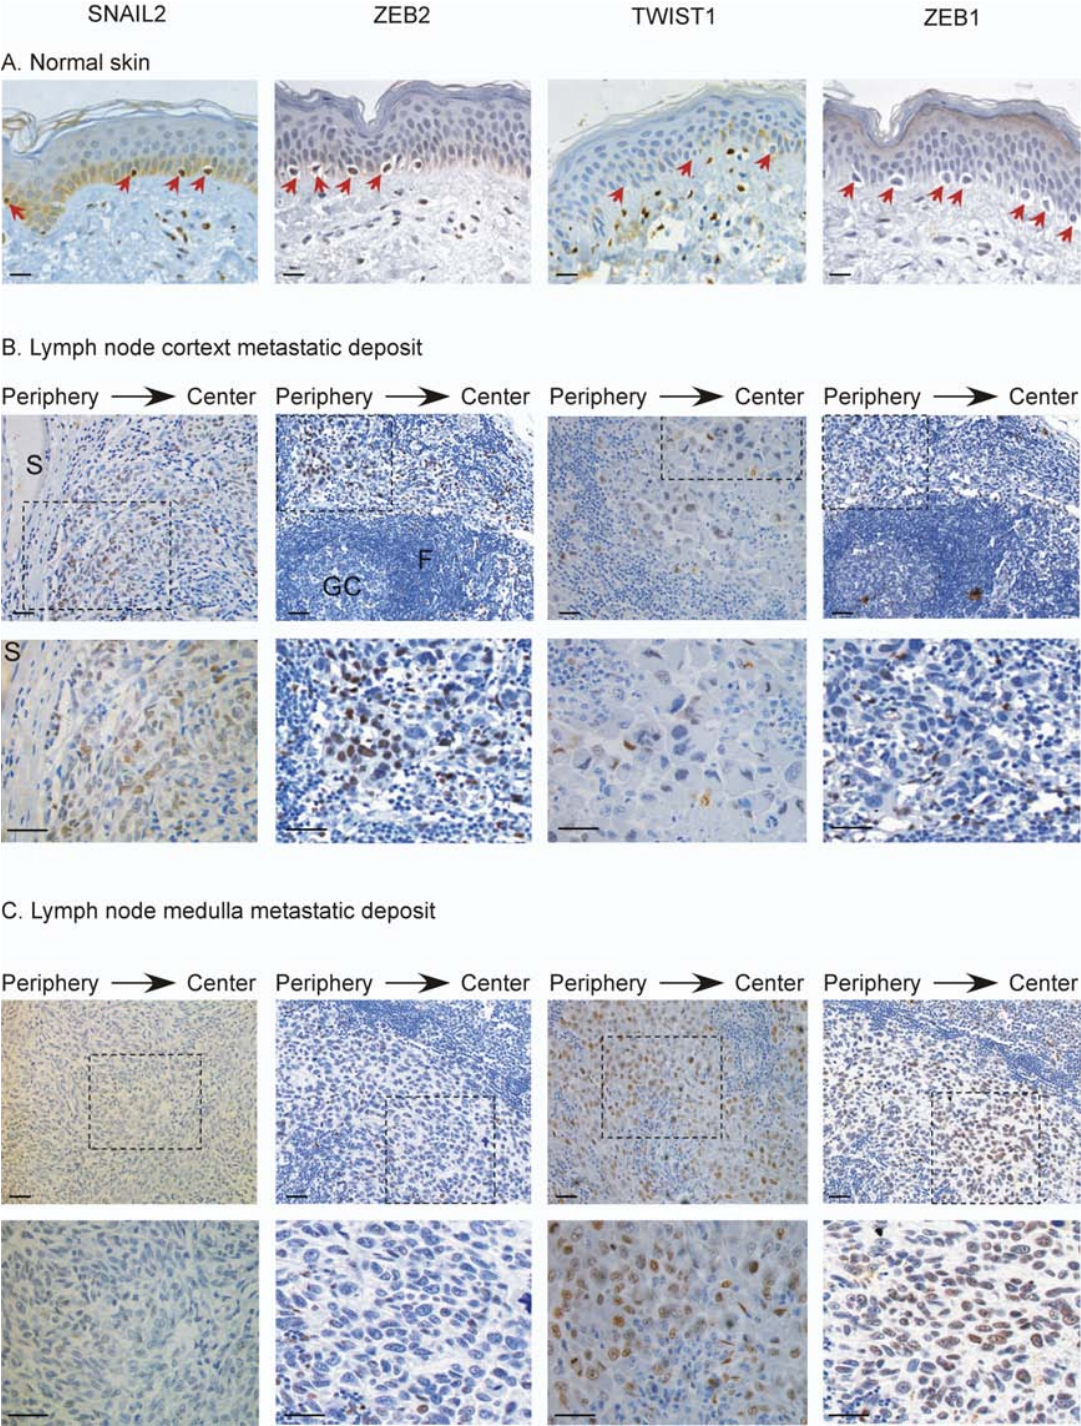 SNAIL2 ZEB2 TWIST1 ZEB1
A. Normal skin
B. Lymph node cortext metastatic deposit
Periphery Center Periphery Center Periphery Center Periphery Center
S
F
GC
S
C. Lymph node medulla metastatic deposit
Periphery Center Periphery Center Periphery Center Periphery Center